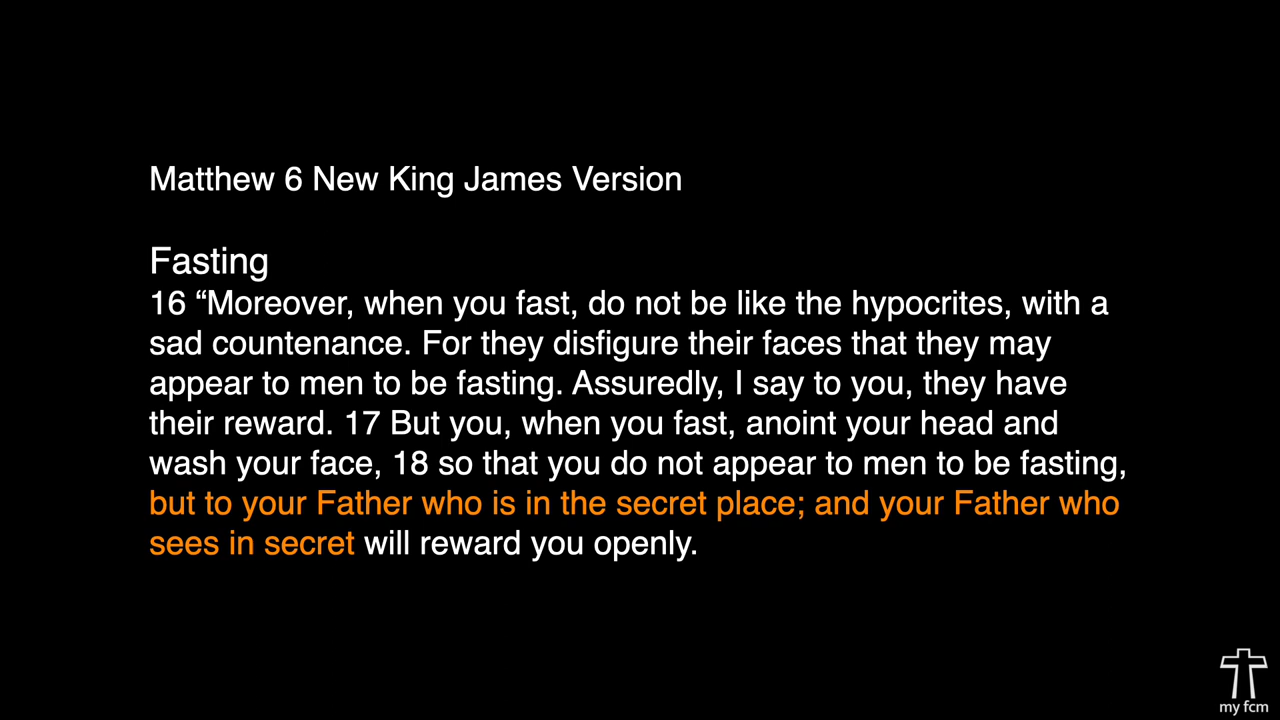 Matthew 6 New King James Version
Fasting
16 “Moreover, when you fast, do not be like the hypocrites, with a
sad countenance. For they disfigure their faces that they may
appear to men to be fasting. Assuredly, I say to you, they have
their reward. 17 But you, when you fast, anoint your head and
wash your face, 18 so that you do not appear to men to be fasting,
but to your Father who is in the secret place; and your Father who
sees in secret will reward you openly.
my fcm